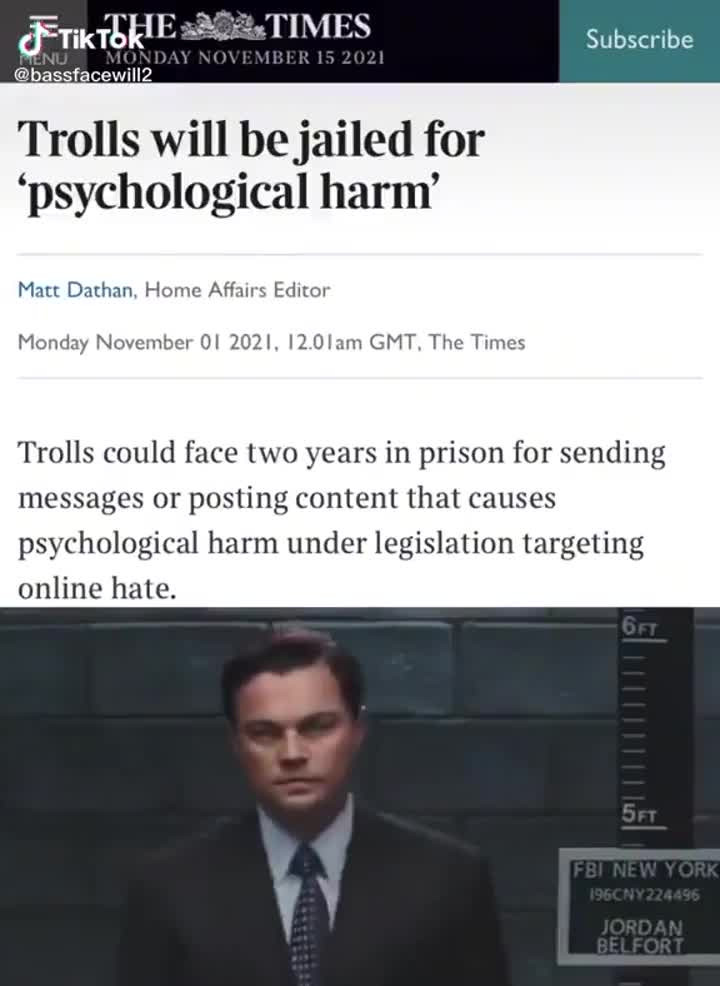 THE TIMES
TikTok
MENU
MONDAY NOVEMBER 15 2021
@bassfacewill2
Subscribe
Trolls will be jailed for
‘psychological harm’
Matt Dathan, Home Affairs Editor
Monday November 01 2021, 12.01am GMT, The Times
Trolls could face two years in prison for sending
messages or posting content that causes
psychological harm under legislation targeting
online hate.
6FT
5FT
FBI NEW YORK
196CNY224496
JORDAN
BELFORT